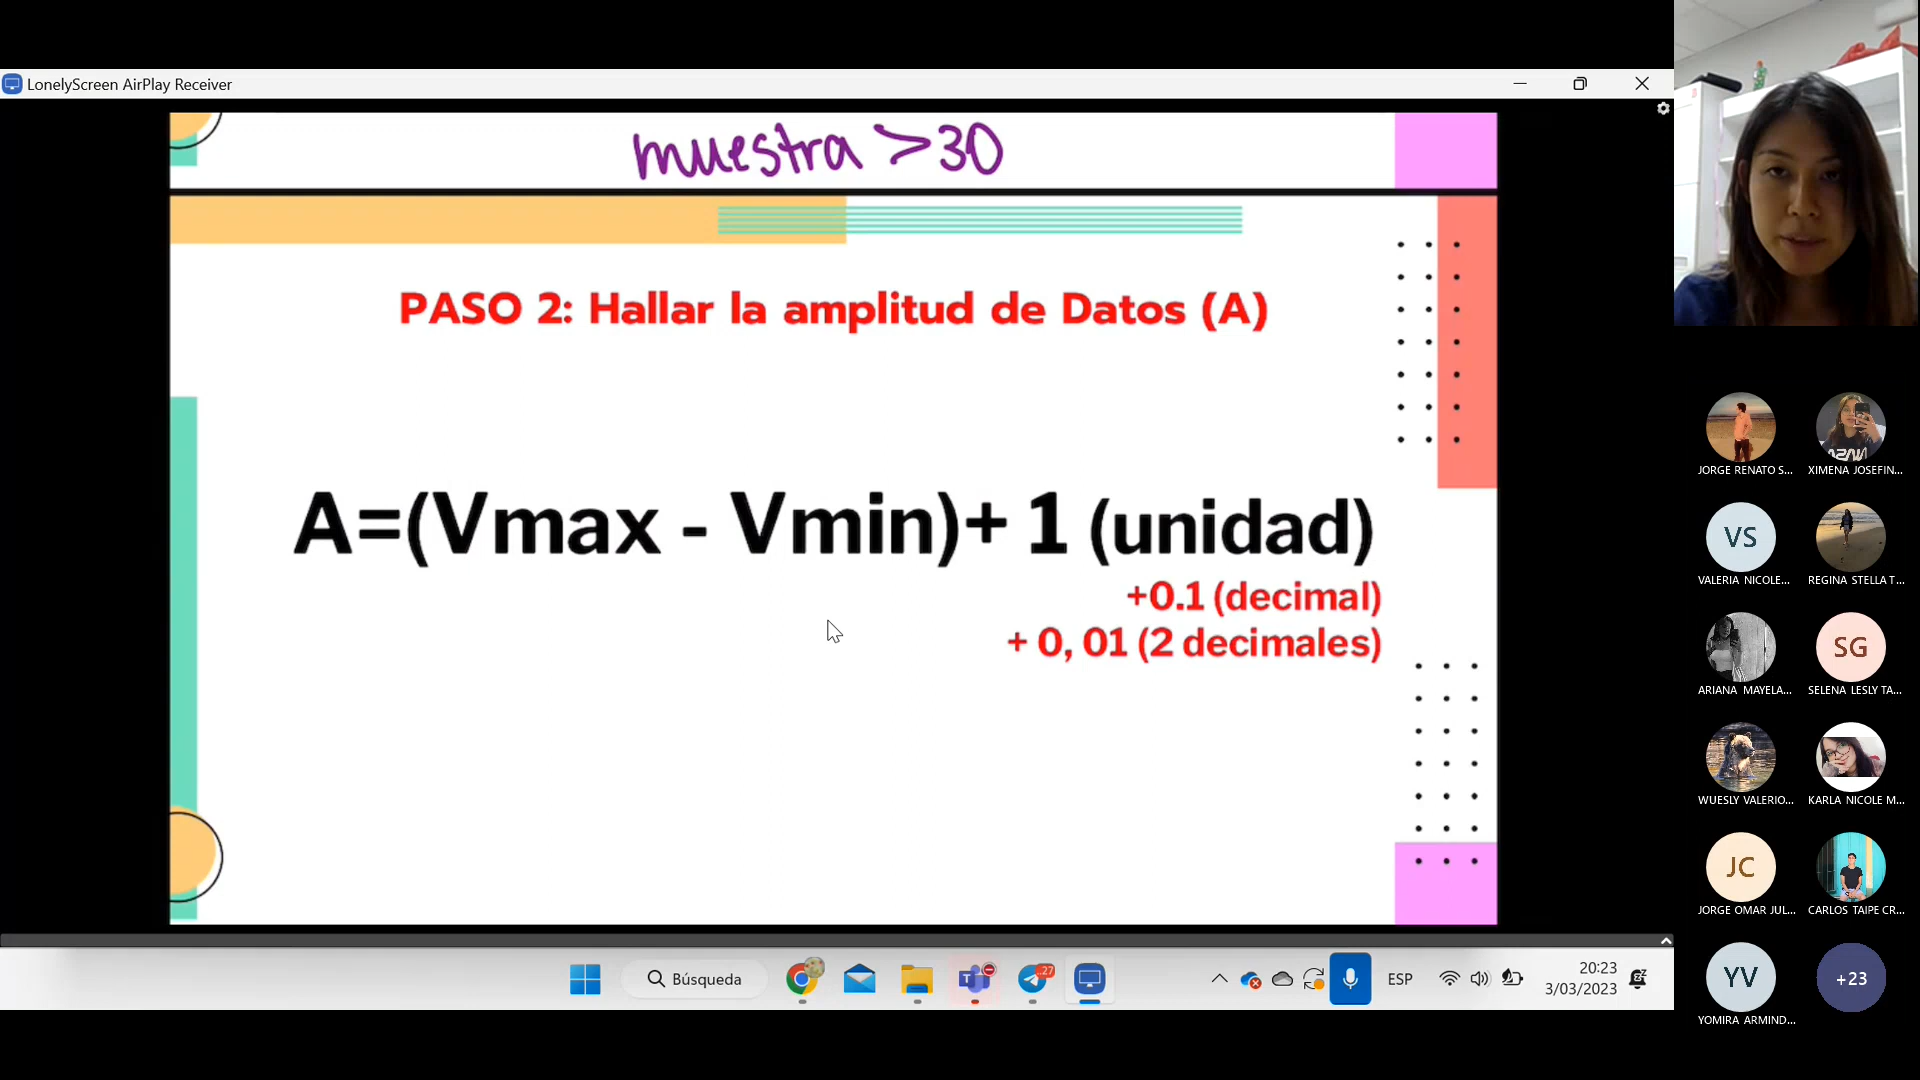 LonelyScreen AirPlay Receiver
muestra >30
PASO 2: Hallar la amplitud de Datos (A)
A=(Vmax - Vmin)+ 1 (unidad)
+0.1 (decimal)
+ 0, 01 (2 decimales)
JORGE RENATO S...
XIMENA JOSEFIN...
VS
VALERIA NICOLE...
REGINA STELLA T...
ARIANA MAYELA...
SG
SELENA LESLY TA...
WUESLY VALERIO...
KARLA NICOLE M...
JC
JORGE OMAR JUL...
CARLOS TAIPE CR...
YV
YOMIRA ARMIND...
+23
Búsqueda
..27
ESP
20:23
3/03/2023